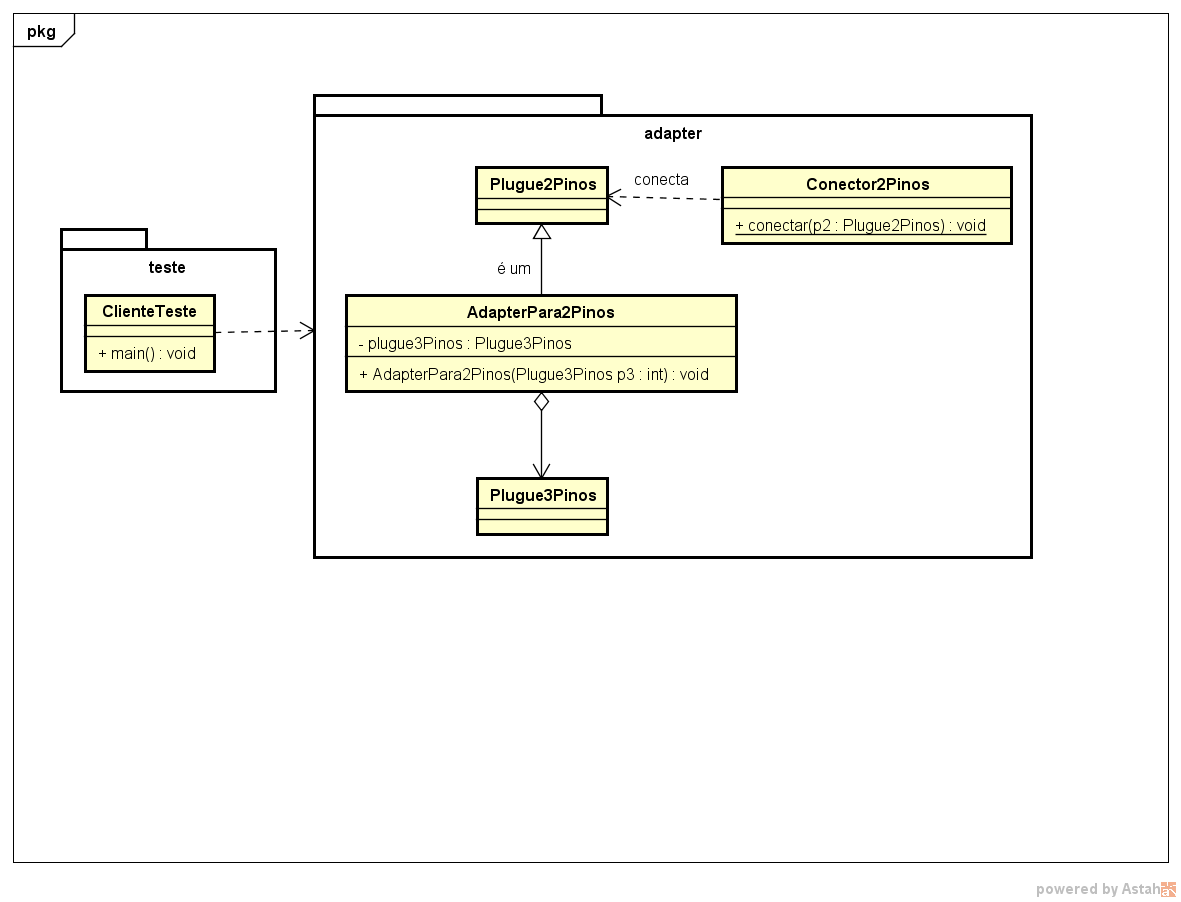 pkg
adapter
Plugue2Pinos
conecta
Conector2Pinos
+ conectar(p2 : Plugue2Pinos) : void
teste
ClienteTeste
+ main() : void
é um
AdapterPara2Pinos
- plugue3Pinos : Plugue3Pinos
+ AdapterPara2Pinos(Plugue3Pinos p3 : int) : void
Plugue3Pinos
powered by Astah